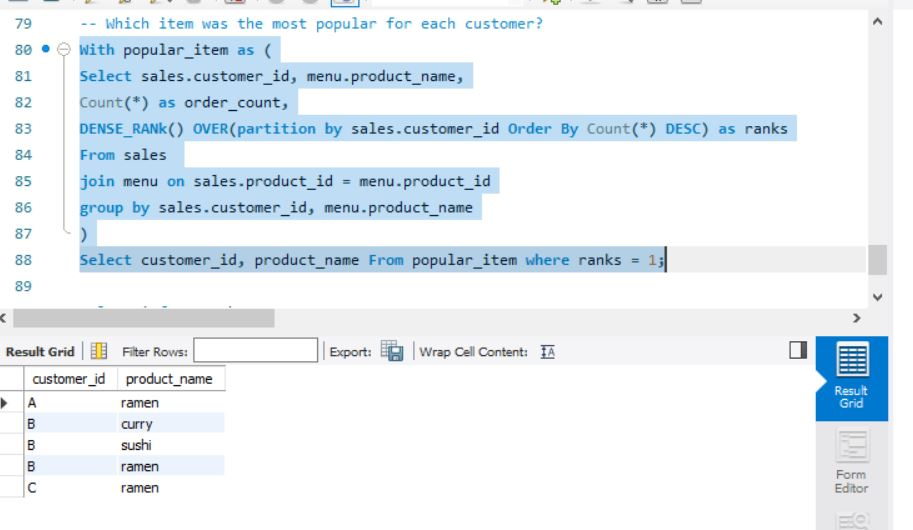 79 -- Which item was the most popular for each customer?
80 With popular_item as (
81 Select sales.customer_id, menu.product_name,
82 Count(*) as order_count,
83 DENSE_RANk() OVER(partition by sales.customer_id Order By Count(*) DESC) as ranks
84 From sales
85 join menu on sales.product_id = menu.product_id
86 group by sales.customer_id, menu.product_name
87 )
88 Select customer_id, product_name From popular_item where ranks = 1;
89
Result Grid Filter Rows: Export: Wrap Cell Content: IA
customer_id product_name
A ramen
B curry
B sushi
B ramen
C ramen
Result
Grid
Form
Editor